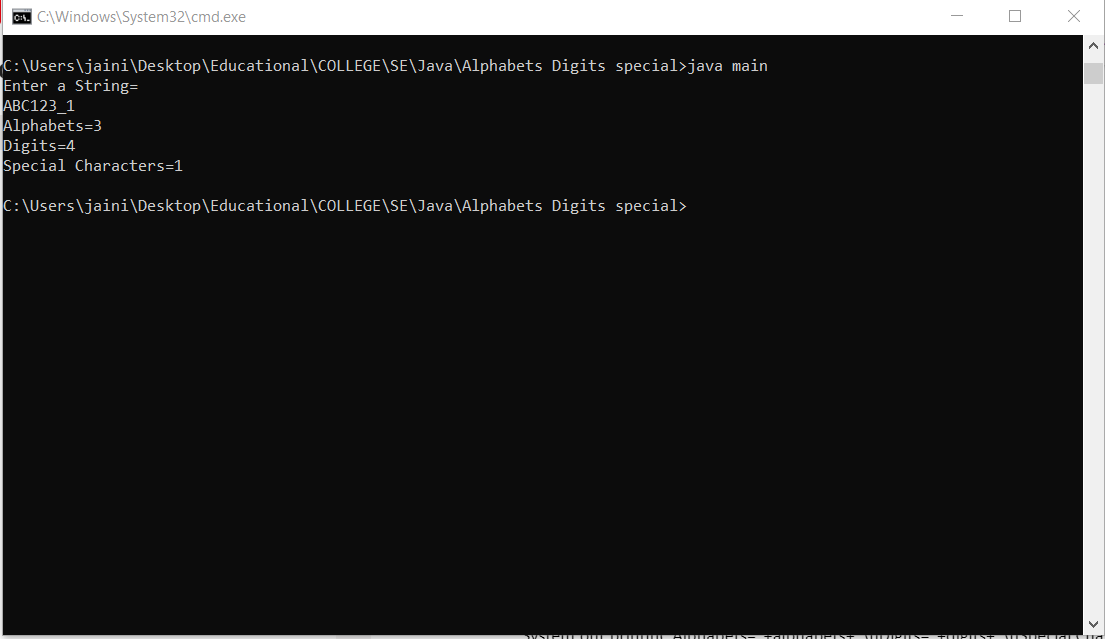 C:\Windows\System32\cmd.exe
C:\Users\jaini\Desktop\Educational\COLLEGE\SE\Java\Alphabets Digits special>java main
Enter a String=
ABC123_1
Alphabets=3
Digits=4
Special Characters=1
C:\Users\jaini\Desktop\Educational\COLLEGE\SE\Java\Alphabets Digits special>